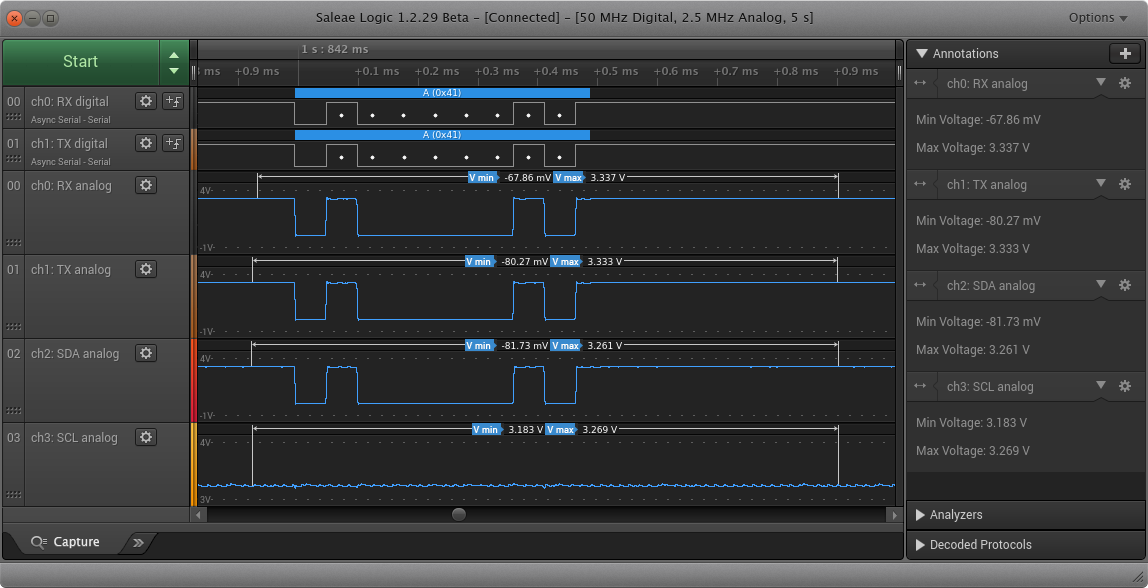 Saleae Logic 1.2.29 Beta – [Connected] – [50 MHz Digital, 2.5 MHz Analog, 5 s]
Options
Start
1 s : 842 ms
ms +0.9 ms +0.1 ms +0.2 ms +0.3 ms +0.4 ms +0.5 ms +0.6 ms +0.7 ms +0.8 ms +0.9 ms
00 ch0: RX digital
Async Serial - Serial
A (0x41)
01 ch1: TX digital
Async Serial - Serial
A (0x41)
00 ch0: RX analog
V min -67.86 mV V max 3.337 V
4V
-1V
01 ch1: TX analog
V min -80.27 mV V max 3.333 V
4V
-1V
02 ch2: SDA analog
V min -81.73 mV V max 3.261 V
4V
-1V
03 ch3: SCL analog
V min 3.183 V V max 3.269 V
4V
3V
Capture
Annotations
ch0: RX analog
Min Voltage: -67.86 mV
Max Voltage: 3.337 V
ch1: TX analog
Min Voltage: -80.27 mV
Max Voltage: 3.333 V
ch2: SDA analog
Min Voltage: -81.73 mV
Max Voltage: 3.261 V
ch3: SCL analog
Min Voltage: 3.183 V
Max Voltage: 3.269 V
Analyzers
Decoded Protocols